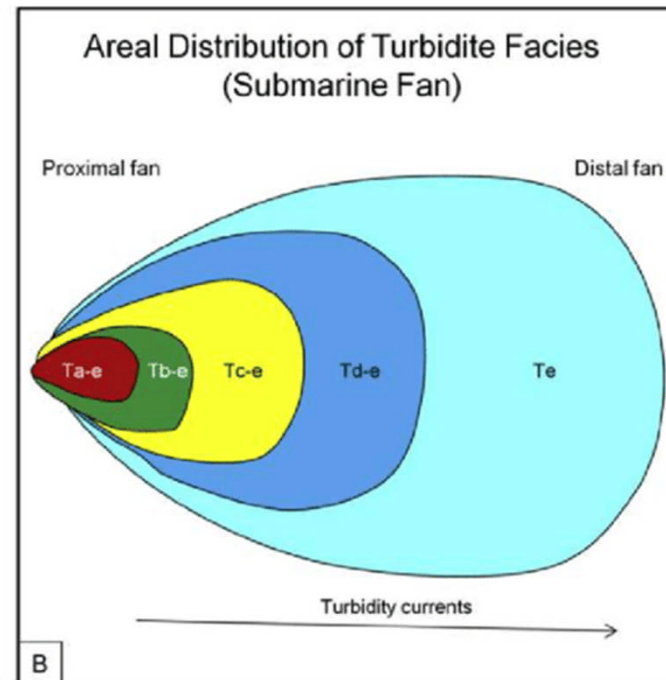 Areal Distribution of Turbidite Facies
(Submarine Fan)
Proximal fan
Distal fan
Ta-e
Tb-e
Tc-e
Td-e
Te
Turbidity currents
B